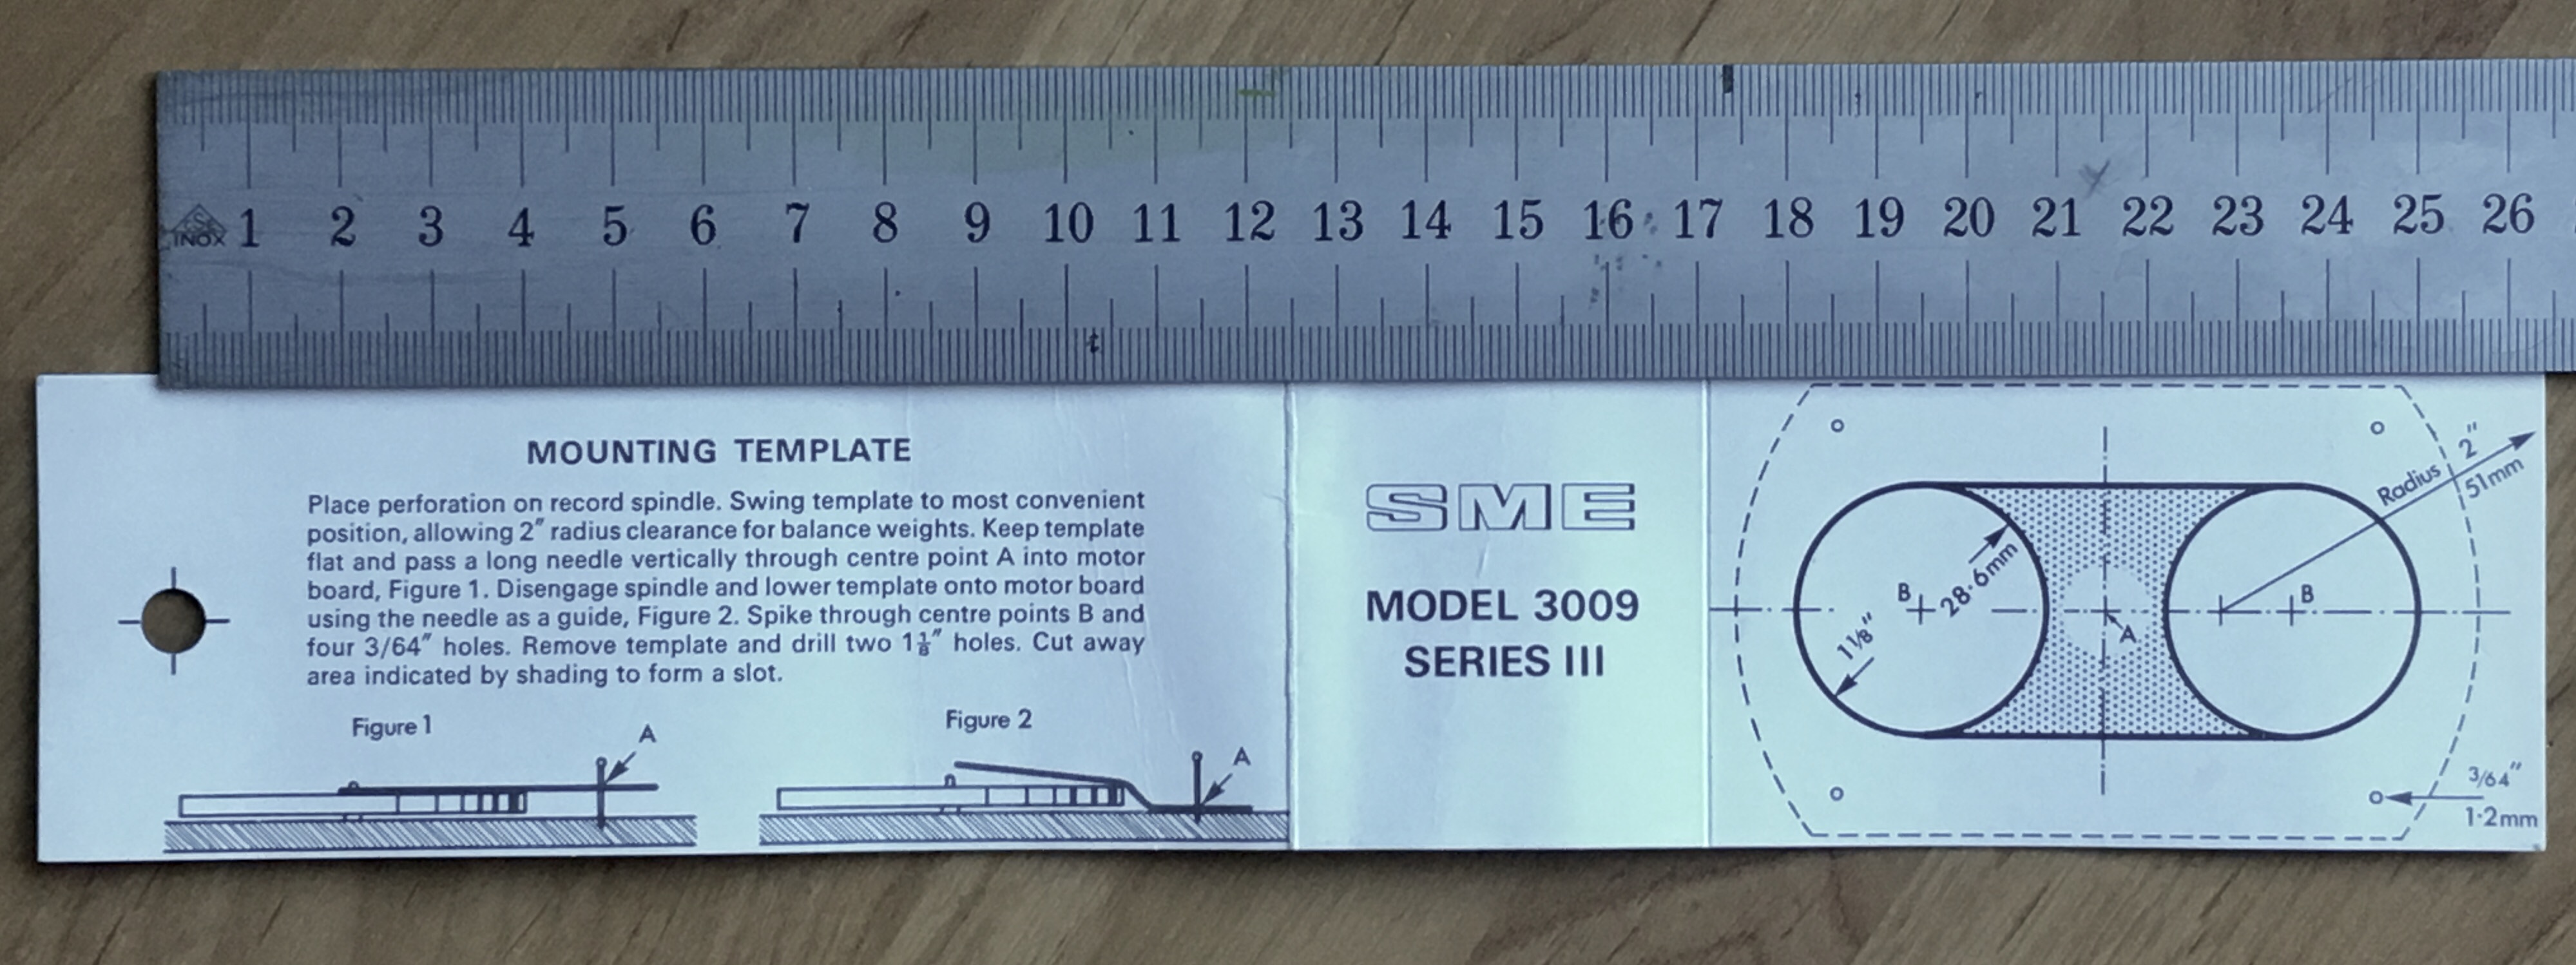 INOX 1 2 3 4 5 6 7 8 9 10 11 12 13 14 15 16 17 18 19 20 21 22 23 24 25 26
MOUNTING TEMPLATE
Place perforation on record spindle. Swing template to most convenient
position, allowing 2″ radius clearance for balance weights. Keep template
flat and pass a long needle vertically through centre point A into motor
board, Figure 1. Disengage spindle and lower template onto motor board
using the needle as a guide, Figure 2. Spike through centre points B and
four 3/64″ holes. Remove template and drill two 1⅛″ holes. Cut away
area indicated by shading to form a slot.
Figure 1
A
Figure 2
A
SME
MODEL 3009
SERIES III
Radius 2″
51mm
B
28·6mm
1⅛″
A
B
3/64″
1·2mm